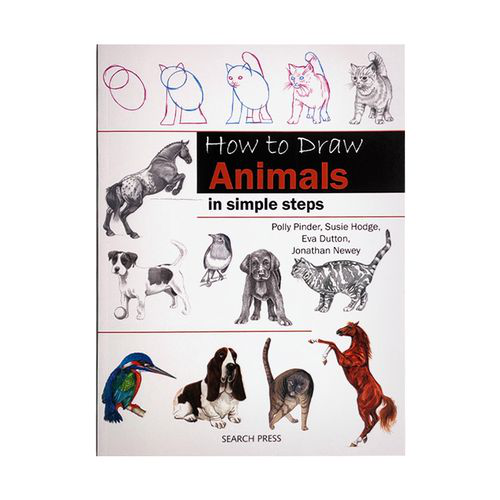 How to Draw
Animals
in simple steps
Polly Pinder, Susie Hodge,
Eva Dutton,
Jonathan Newey
SEARCH PRESS